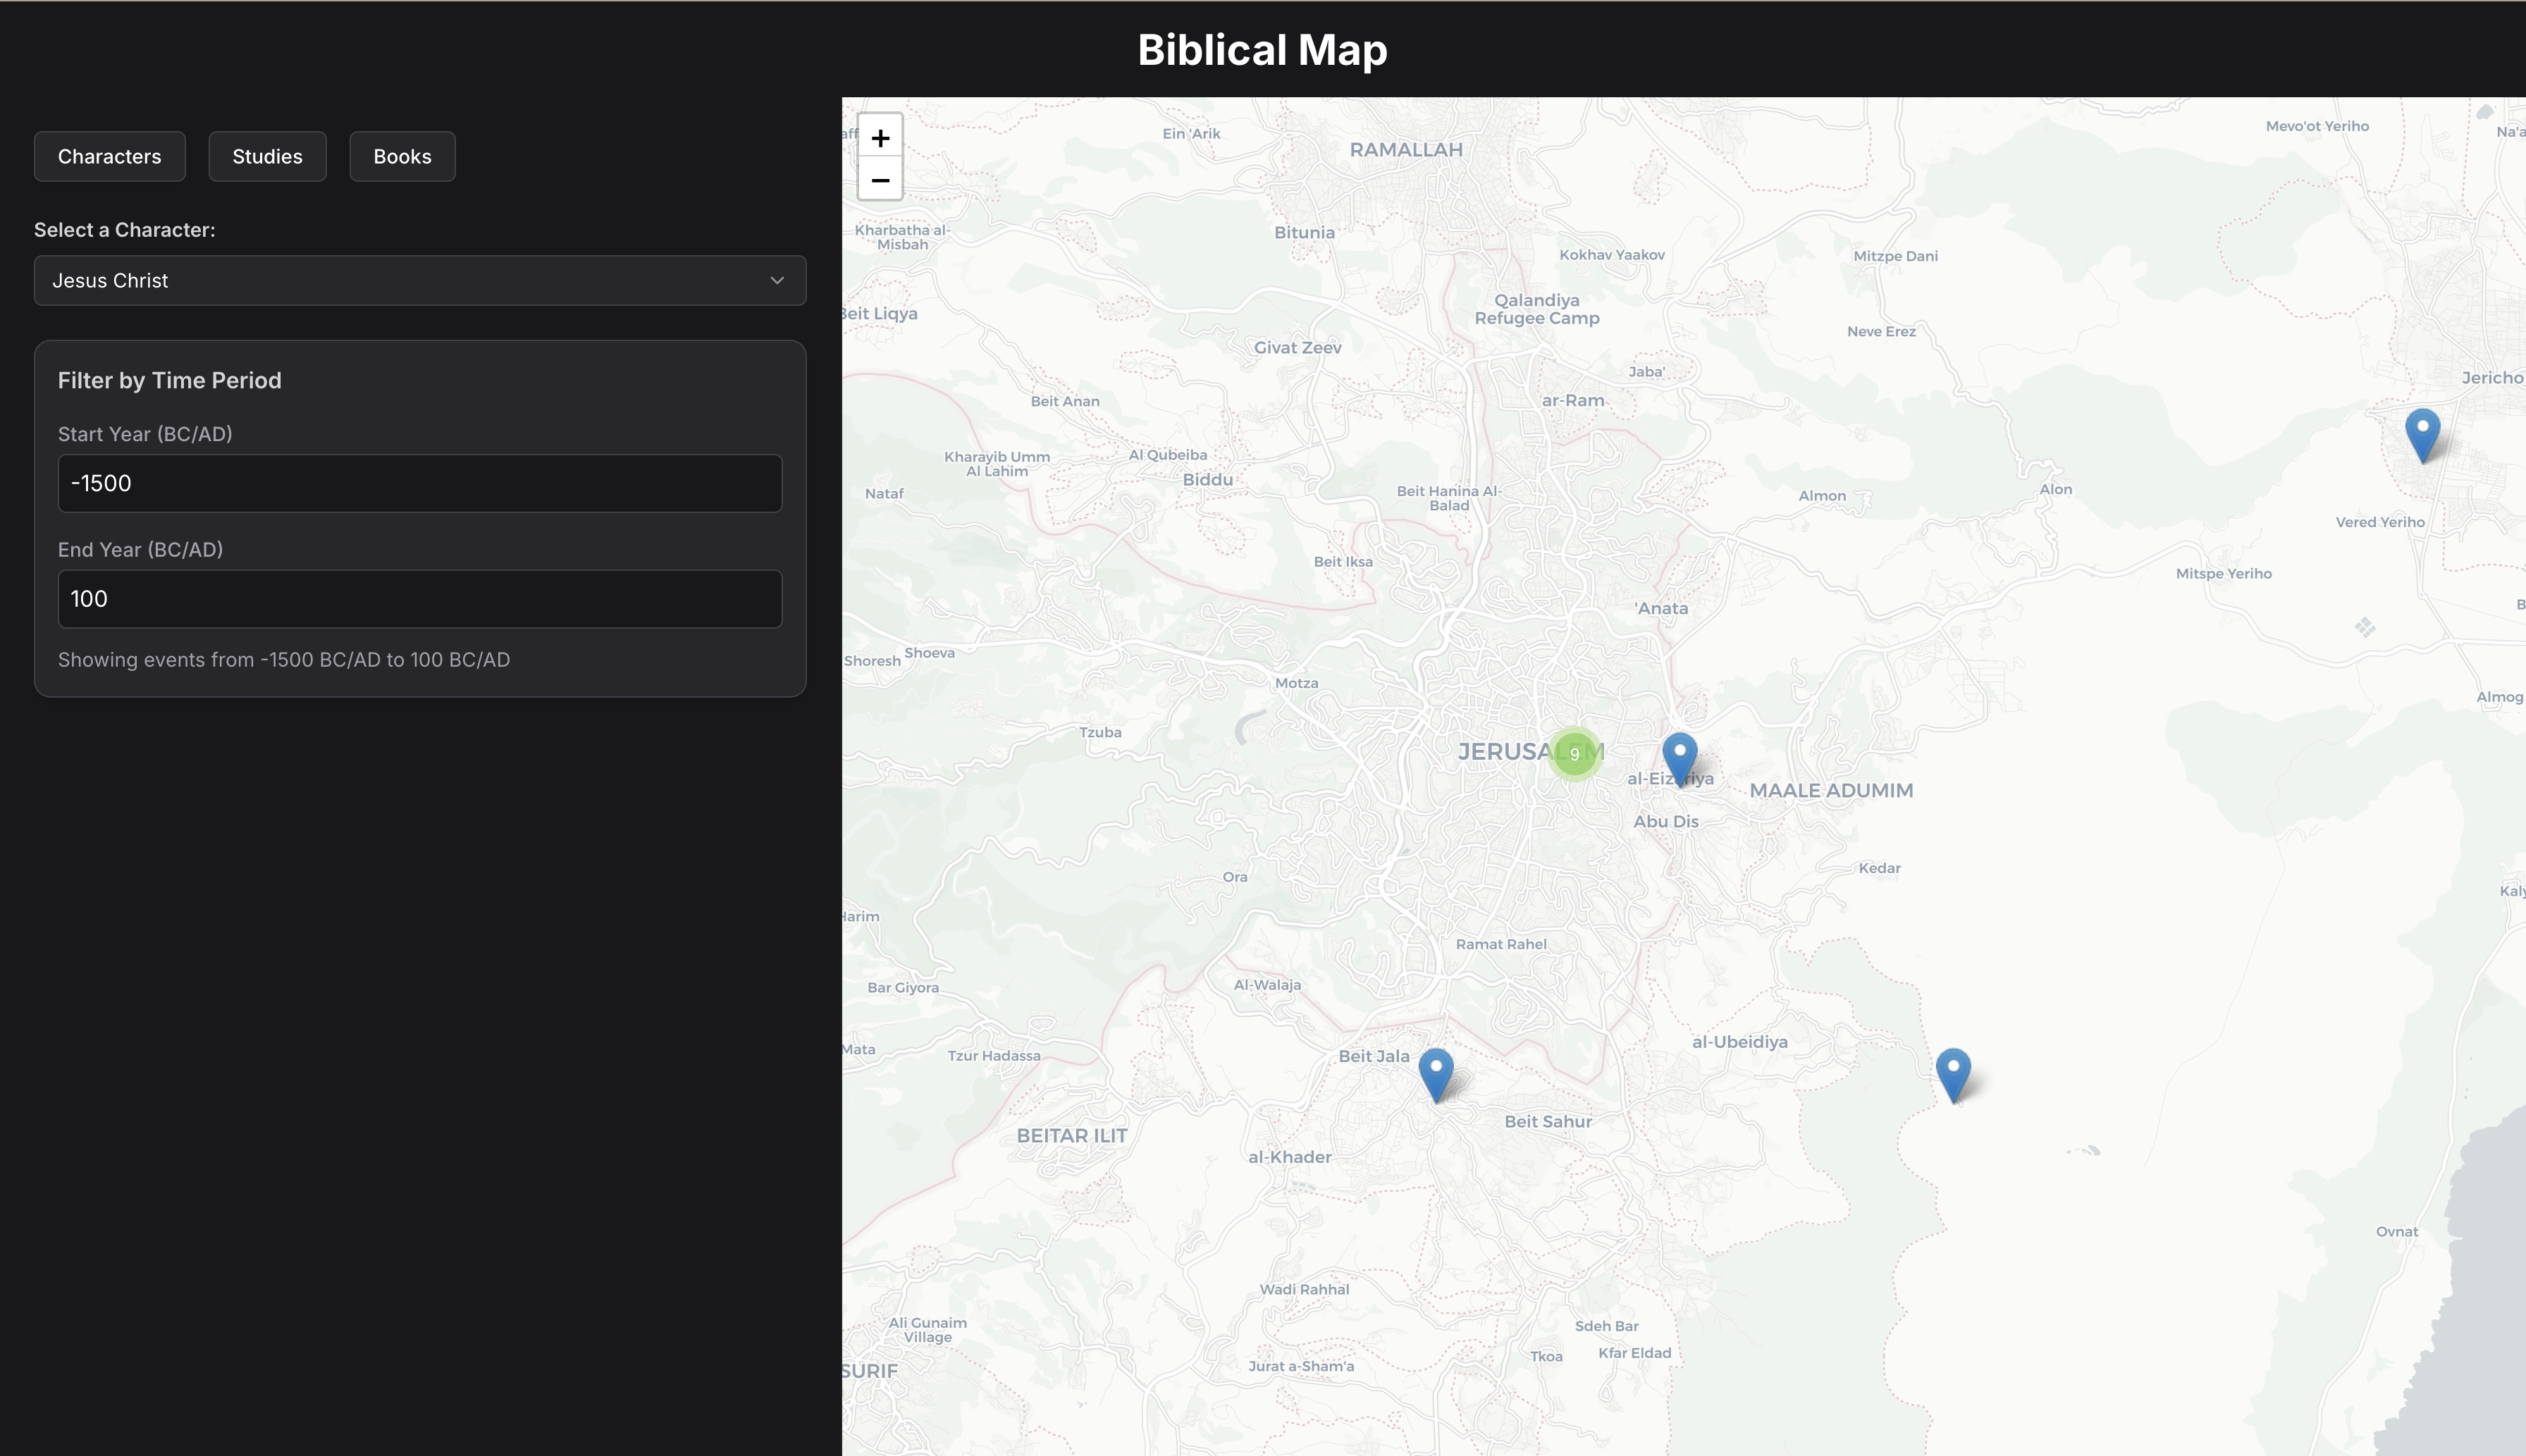 Biblical Map
Characters
Studies
Books
Select a Character:
Jesus Christ
Filter by Time Period
Start Year (BC/AD)
-1500
End Year (BC/AD)
100
Showing events from -1500 BC/AD to 100 BC/AD
+
−
Ein 'Arik
RAMALLAH
Mevo'ot Yeriho
Kharbatha al-
Misbah
Bitunia
Kokhav Yaakov
Mitzpe Dani
Beit Liqya
Qalandiya
Refugee Camp
Neve Erez
Givat Zeev
Jaba'
Jericho
Beit Anan
ar-Ram
Kharayib Umm
Al Lahim
Al Qubeiba
Biddu
Nataf
Beit Hanina Al-
Balad
Almon
Alon
Vered Yeriho
Beit Iksa
Mitspe Yeriho
'Anata
Shoresh
Shoeva
Motza
Almog
Tzuba
JERUSALEM
9
al-Eizariya
MAALE ADUMIM
Abu Dis
Ora
Kedar
Harim
Ramat Rahel
Bar Giyora
Al-Walaja
Mata
Tzur Hadassa
Beit Jala
al-Ubeidiya
BEITAR ILIT
Beit Sahur
al-Khader
Ovnat
Wadi Rahhal
Ali Gunaim
Village
Sdeh Bar
SURIF
Jurat a-Sham'a
Tkoa
Kfar Eldad